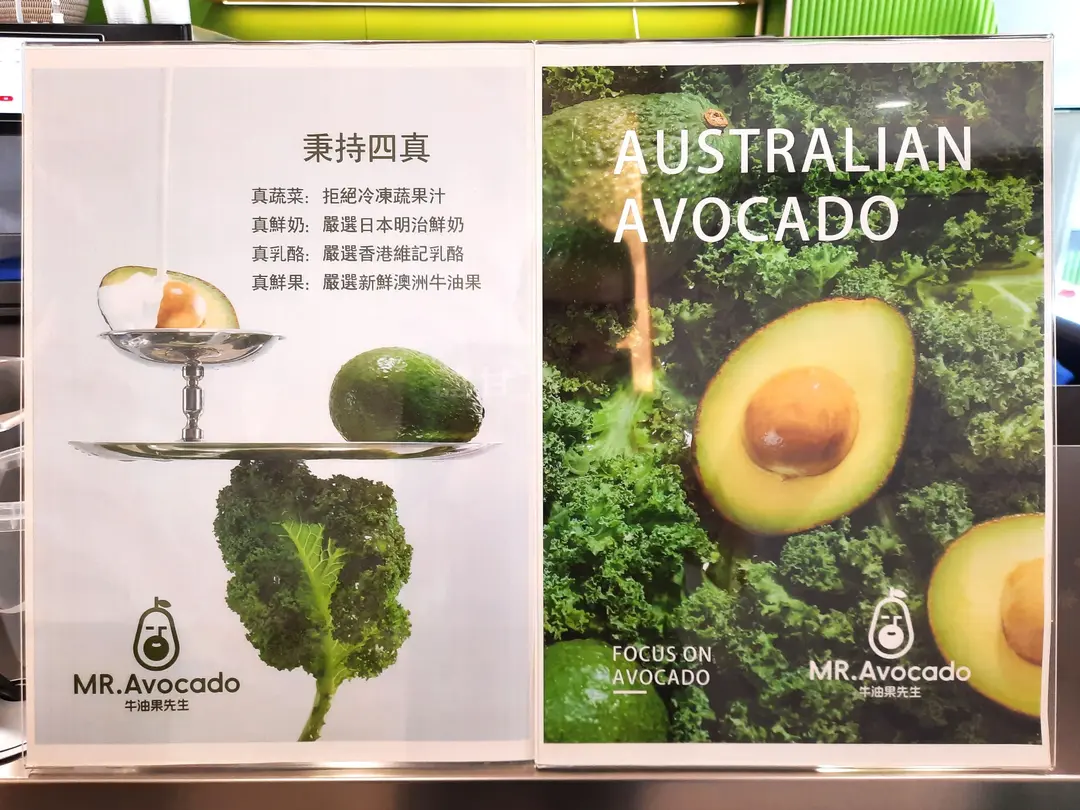 秉持四真
真蔬菜：拒絕冷凍蔬果汁
真鮮奶：嚴選日本明治鮮奶
真乳酪：嚴選香港維記乳酪
真鮮果：嚴選新鮮澳洲牛油果
MR.Avocado
牛油果先生
AUSTRALIAN
AVOCADO
FOCUS ON
AVOCADO
MR.Avocado
牛油果先生